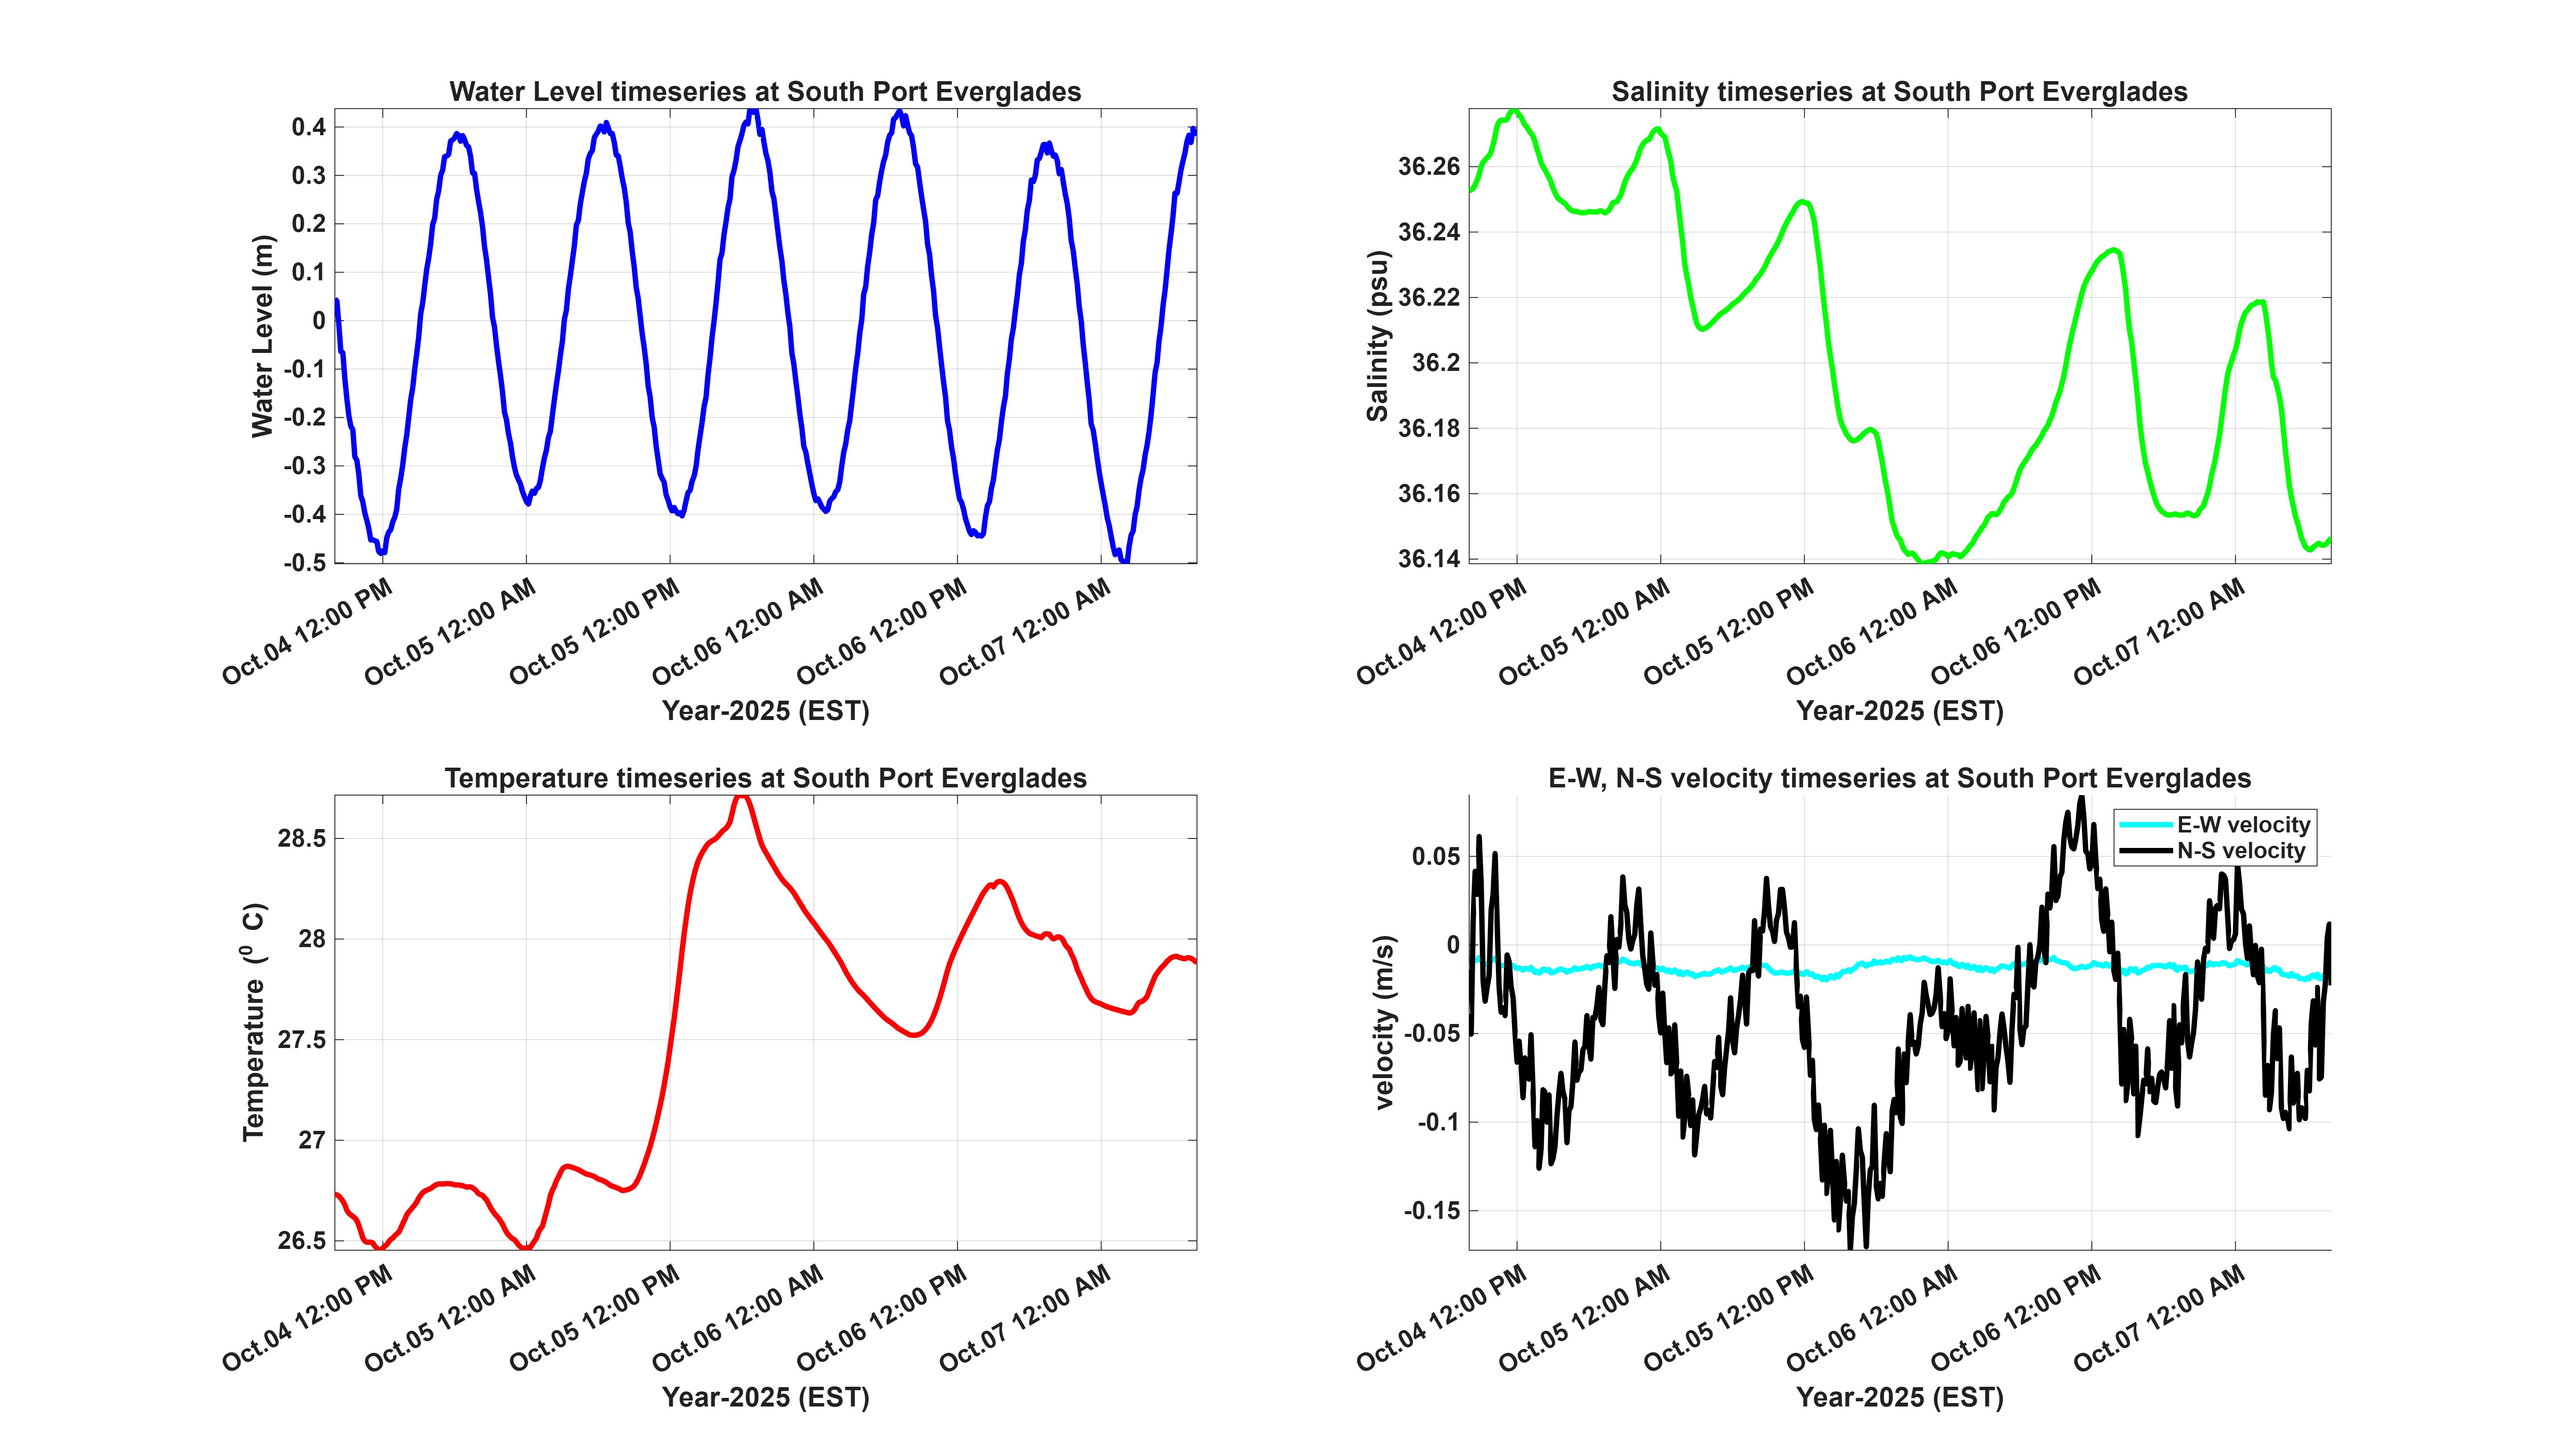 Water Level timeseries at South Port Everglades
0.4
0.3
0.2
0.1
0
-0.1
-0.2
-0.3
-0.4
-0.5
Water Level (m)
Oct.04 12:00 PM
Oct.05 12:00 AM
Oct.05 12:00 PM
Oct.06 12:00 AM
Oct.06 12:00 PM
Oct.07 12:00 AM
Year-2025 (EST)
Salinity timeseries at South Port Everglades
36.26
36.24
36.22
36.2
36.18
36.16
36.14
Salinity (psu)
Oct.04 12:00 PM
Oct.05 12:00 AM
Oct.05 12:00 PM
Oct.06 12:00 AM
Oct.06 12:00 PM
Oct.07 12:00 AM
Year-2025 (EST)
Temperature timeseries at South Port Everglades
28.5
28
27.5
27
26.5
Temperature (⁰ C)
Oct.04 12:00 PM
Oct.05 12:00 AM
Oct.05 12:00 PM
Oct.06 12:00 AM
Oct.06 12:00 PM
Oct.07 12:00 AM
Year-2025 (EST)
E-W, N-S velocity timeseries at South Port Everglades
E-W velocity
N-S velocity
0.05
0
-0.05
-0.1
-0.15
velocity (m/s)
Oct.04 12:00 PM
Oct.05 12:00 AM
Oct.05 12:00 PM
Oct.06 12:00 AM
Oct.06 12:00 PM
Oct.07 12:00 AM
Year-2025 (EST)